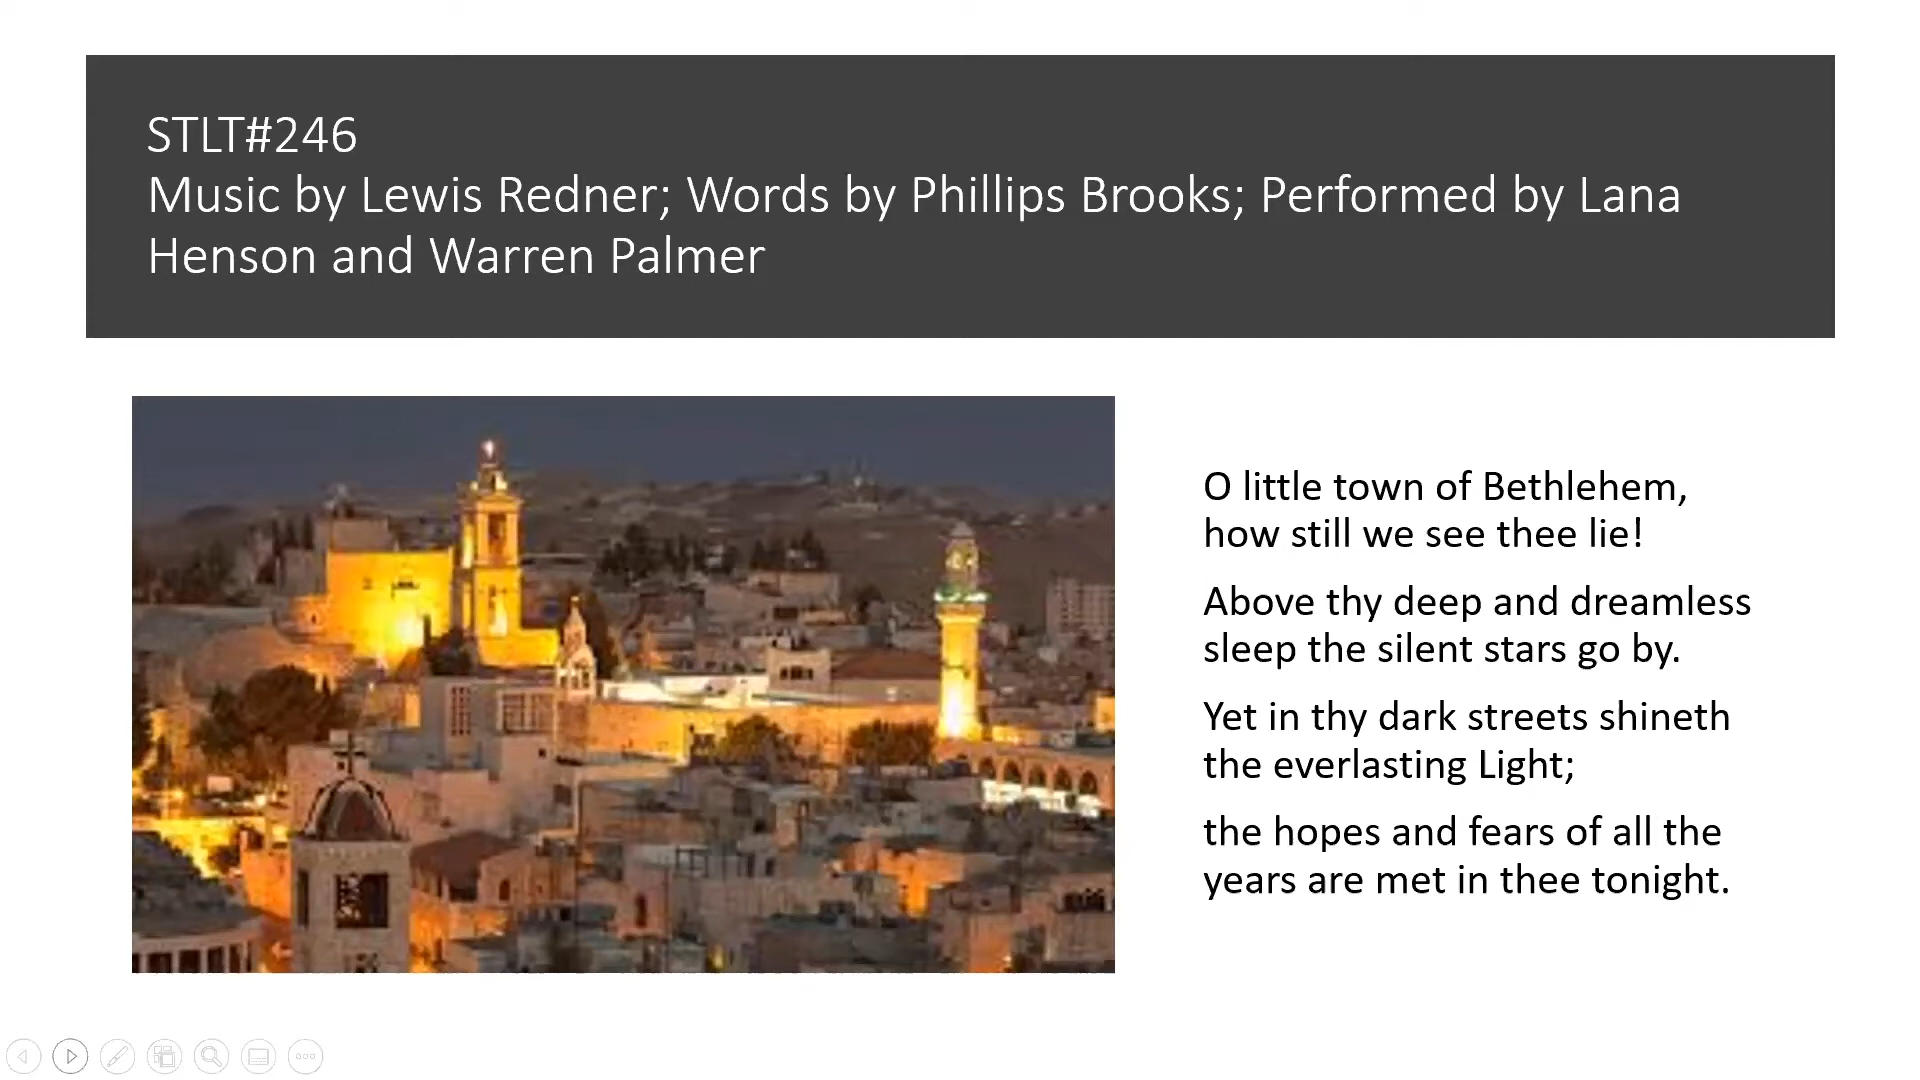 STLT#246
Music by Lewis Redner; Words by Phillips Brooks; Performed by Lana
Henson and Warren Palmer
O little town of Bethlehem,
how still we see thee lie!
Above thy deep and dreamless
sleep the silent stars go by.
Yet in thy dark streets shineth
the everlasting Light;
the hopes and fears of all the
years are met in thee tonight.